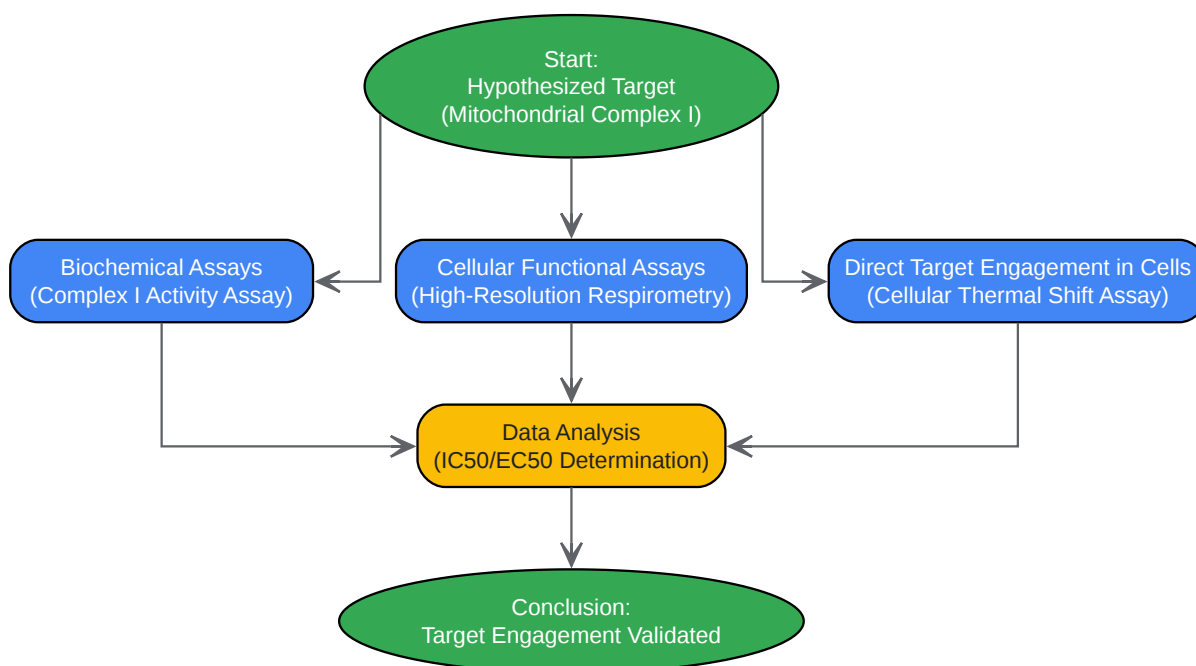 Start:
Hypothesized Target
(Mitochondrial Complex I)
Biochemical Assays
(Complex I Activity Assay)
Cellular Functional Assays
(High-Resolution Respirometry)
Direct Target Engagement in Cells
(Cellular Thermal Shift Assay)
Data Analysis
(IC50/EC50 Determination)
Conclusion:
Target Engagement Validated